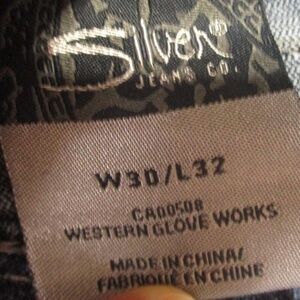 Silver®
JEANS CO.
W30/L32
CA00508
WESTERN GLOVE WORKS
MADE IN CHINA/
FABRIQUÉ EN CHINE